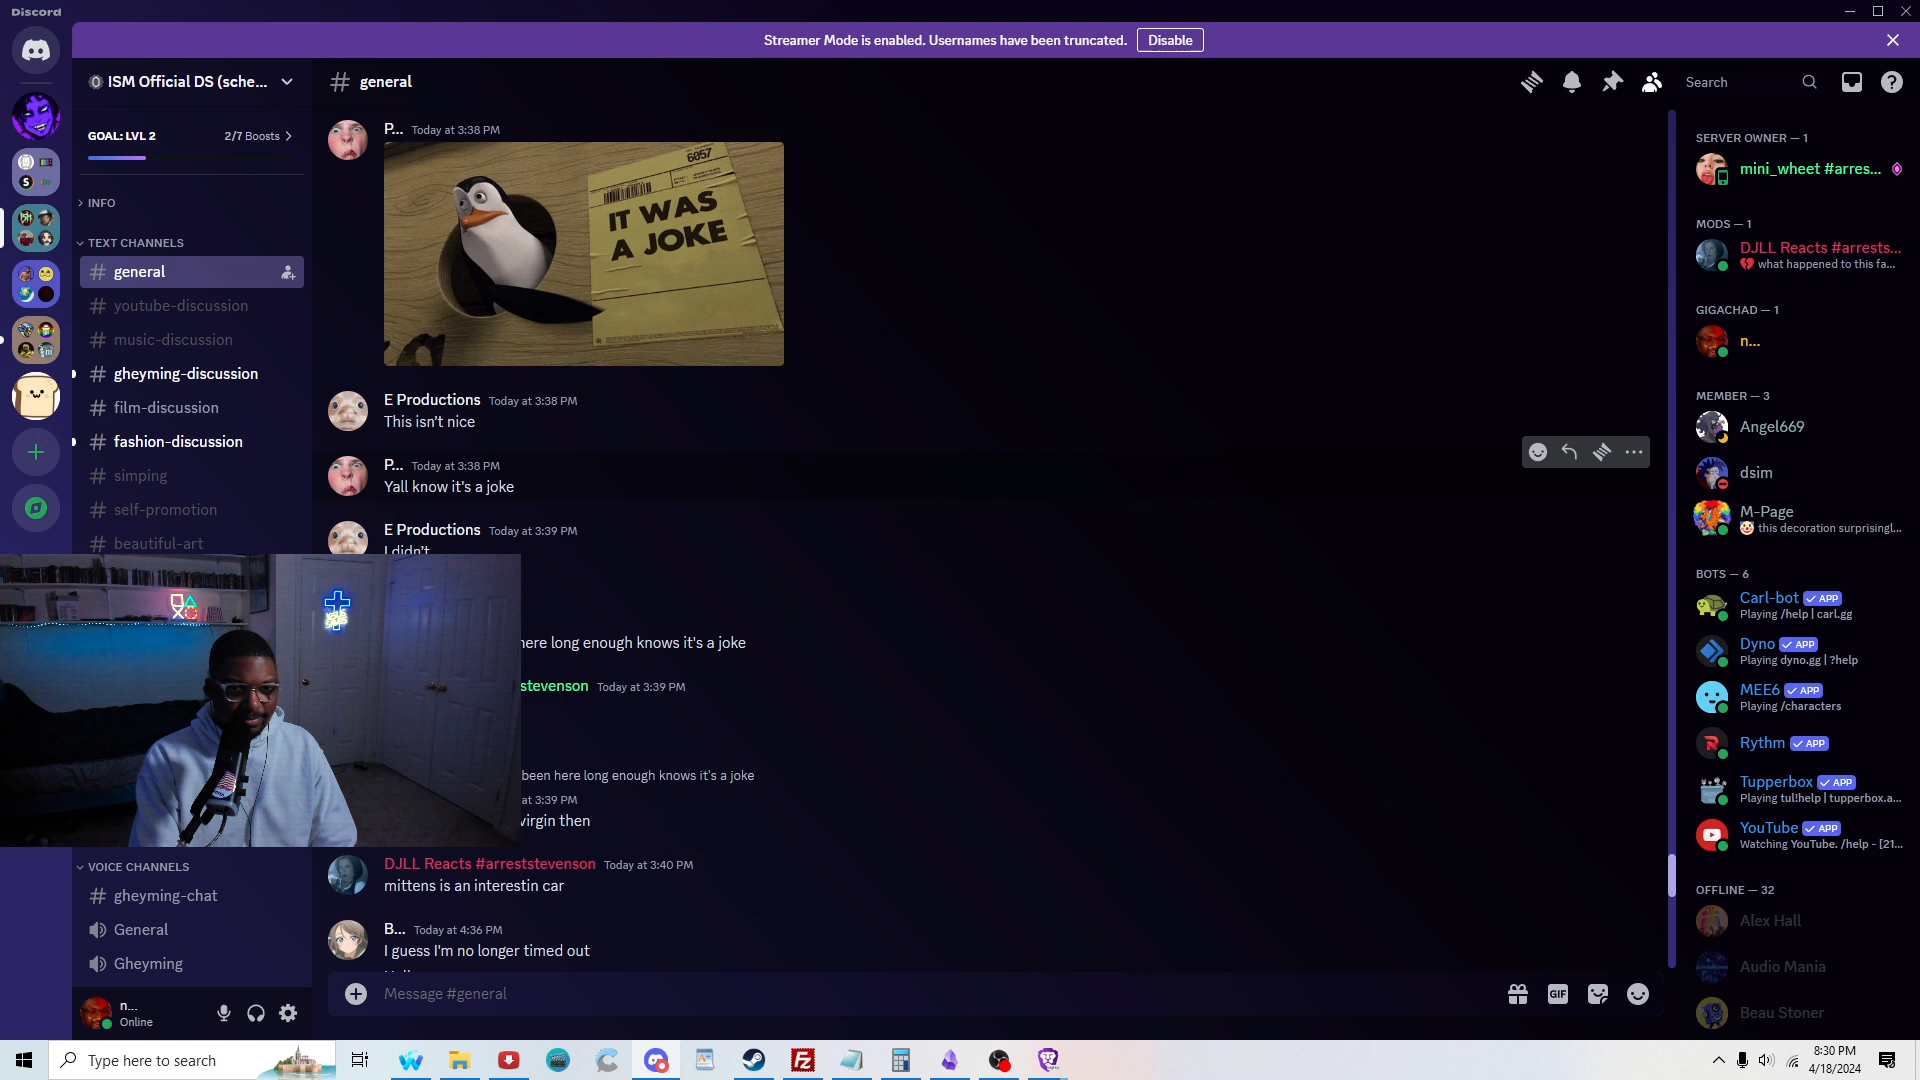 Discord
Streamer Mode is enabled. Usernames have been truncated.
Disable
ISM Official DS (sche...
GOAL: LVL 2
2/7 Boosts
INFO
TEXT CHANNELS
general
youtube-discussion
music-discussion
gheyming-discussion
film-discussion
fashion-discussion
simping
self-promotion
beautiful-art
VOICE CHANNELS
gheyming-chat
General
Gheyming
n...
Online
general
Search
P... Today at 3:38 PM
6057
IT WAS
A JOKE
E Productions Today at 3:38 PM
This isn't nice
P... Today at 3:38 PM
Yall know it's a joke
E Productions Today at 3:39 PM
I didn't
here long enough knows it's a joke
stevenson Today at 3:39 PM
been here long enough knows it's a joke
at 3:39 PM
virgin then
DJLL Reacts #arreststevenson Today at 3:40 PM
mittens is an interestin car
B... Today at 4:36 PM
I guess I'm no longer timed out
Message #general
GIF
SERVER OWNER — 1
mini_wheet #arres...
MODS — 1
DJLL Reacts #arrests...
💔 what happened to this fa...
GIGACHAD — 1
n...
MEMBER — 3
Angel669
dsim
M-Page
🤡 this decoration surprisingl...
BOTS — 6
Carl-bot ✓ APP
Playing /help | carl.gg
Dyno ✓ APP
Playing dyno.gg | ?help
MEE6 ✓ APP
Playing /characters
Rythm ✓ APP
Tupperbox ✓ APP
Playing tul!help | tupperbox.a...
YouTube ✓ APP
Watching YouTube. /help - [21...
OFFLINE — 32
Alex Hall
Audio Mania
Beau Stoner
Type here to search
8:30 PM
4/18/2024